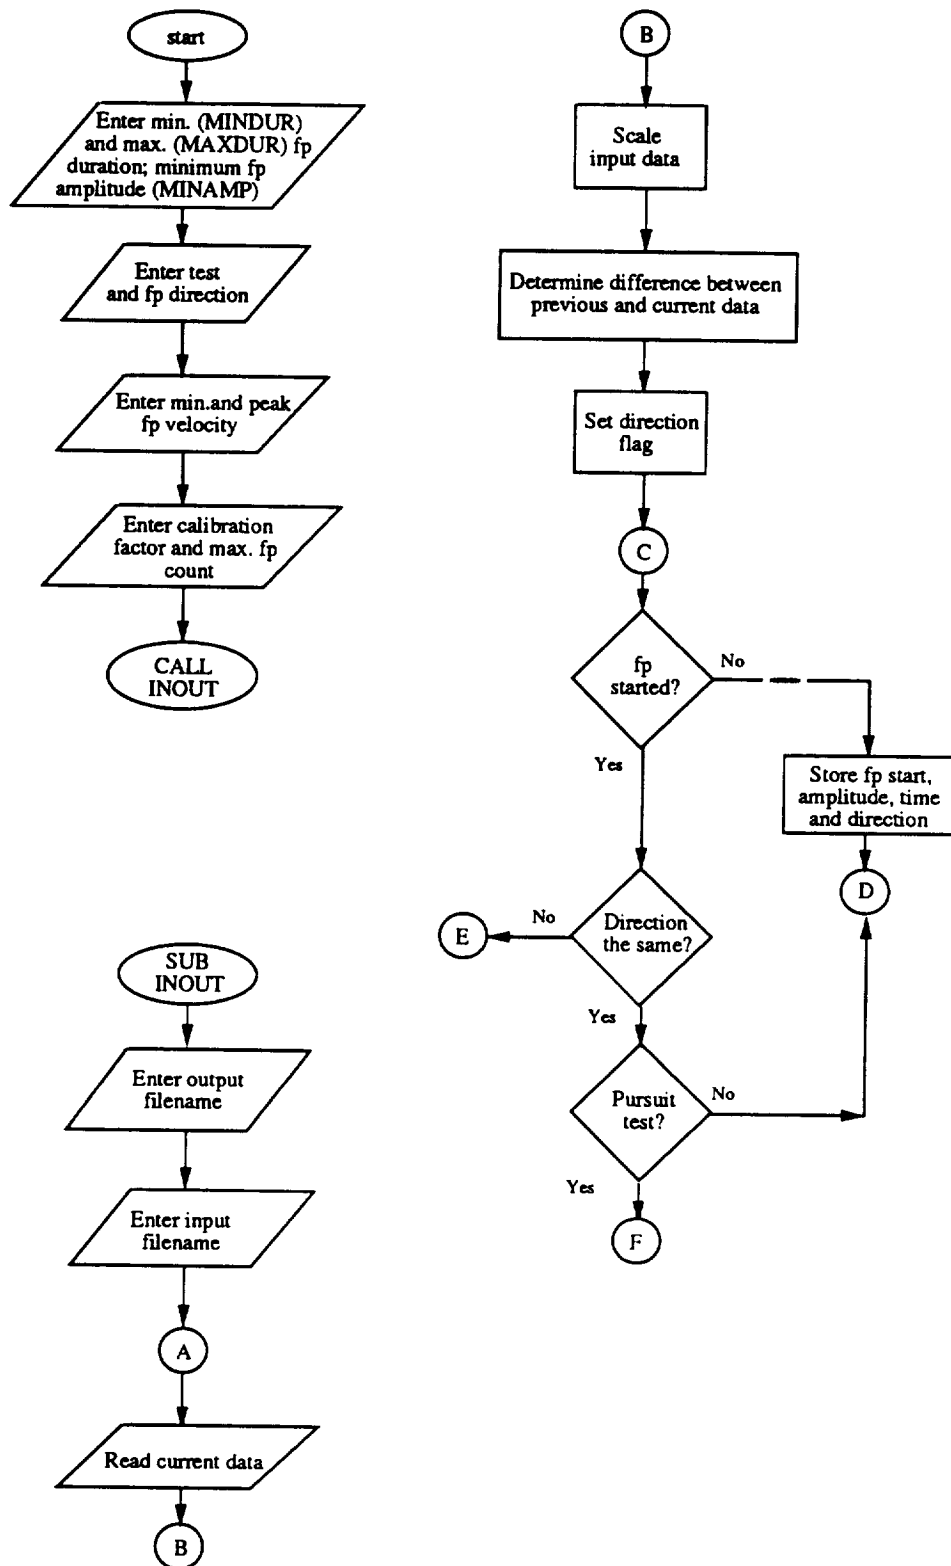 start
Enter min. (MINDUR)
and max. (MAXDUR) fp
duration; minimum fp
amplitude (MINAMP)
Enter test
and fp direction
Enter min.and peak
fp velocity
Enter calibration
factor and max. fp
count
CALL
INOUT
SUB
INOUT
Enter output
filename
Enter input
filename
A
Read current data
B
B
Scale
input data
Determine difference between
previous and current data
Set direction
flag
C
fp
started?
No
Yes
Store fp start,
amplitude, time
and direction
D
Direction
the same?
No
E
Yes
Pursuit
test?
No
Yes
F